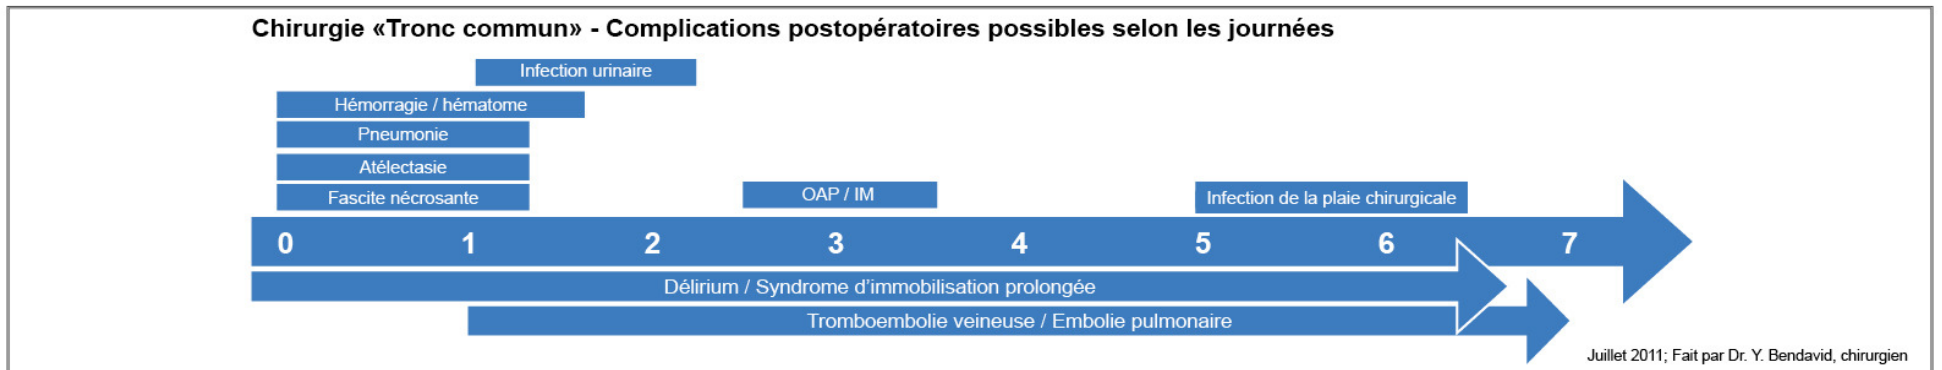 Chirurgie «Tronc commun» - Complications postopératoires possibles selon les journées
Infection urinaire
Hémorragie / hématome
Pneumonie
Atélectasie
Fascite nécrosante
OAP / IM
Infection de la plaie chirurgicale
0 1 2 3 4 5 6 7
Délirium / Syndrome d'immobilisation prolongée
Tromboembolie veineuse / Embolie pulmonaire
Juillet 2011; Fait par Dr. Y. Bendavid, chirurgien